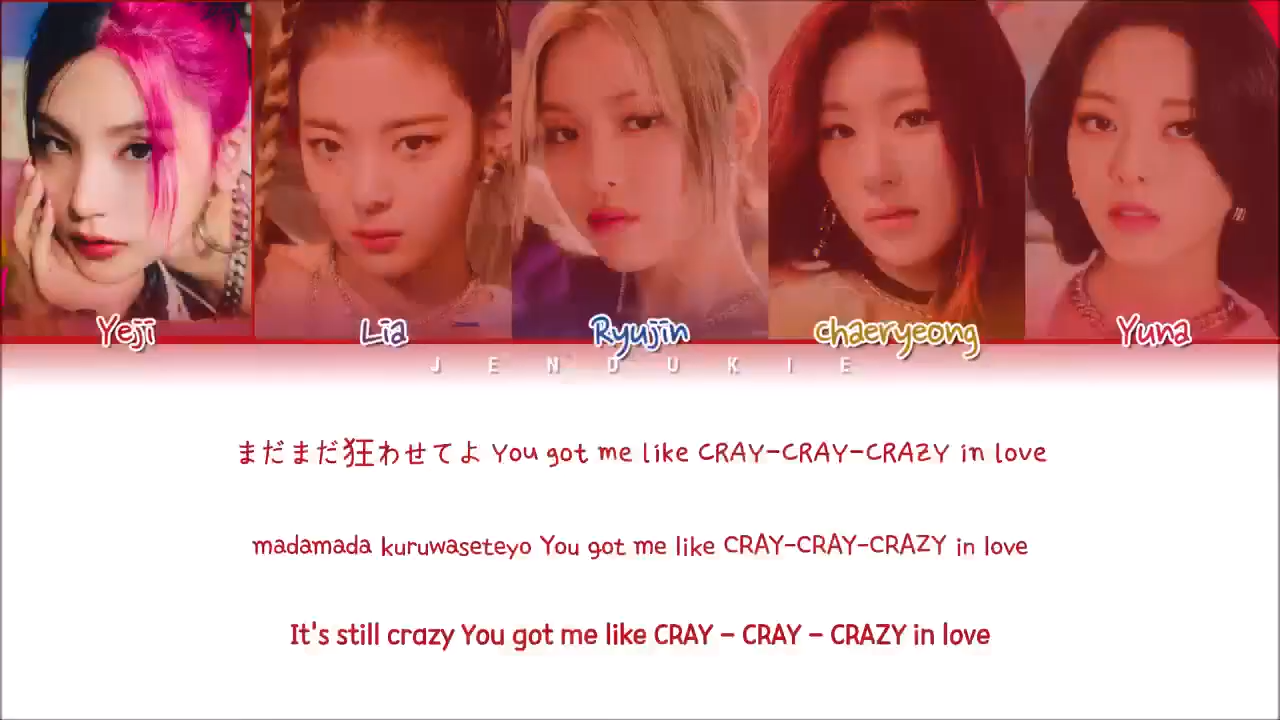 Yeji Lia Ryujin chaeryeong Yuna
JENDUKIE
まだまだ狂わせてよ You got me like CRAY-CRAY-CRAZY in love
madamada kuruwaseteyo You got me like CRAY-CRAY-CRAZY in love
It's still crazy You got me like CRAY – CRAY – CRAZY in love